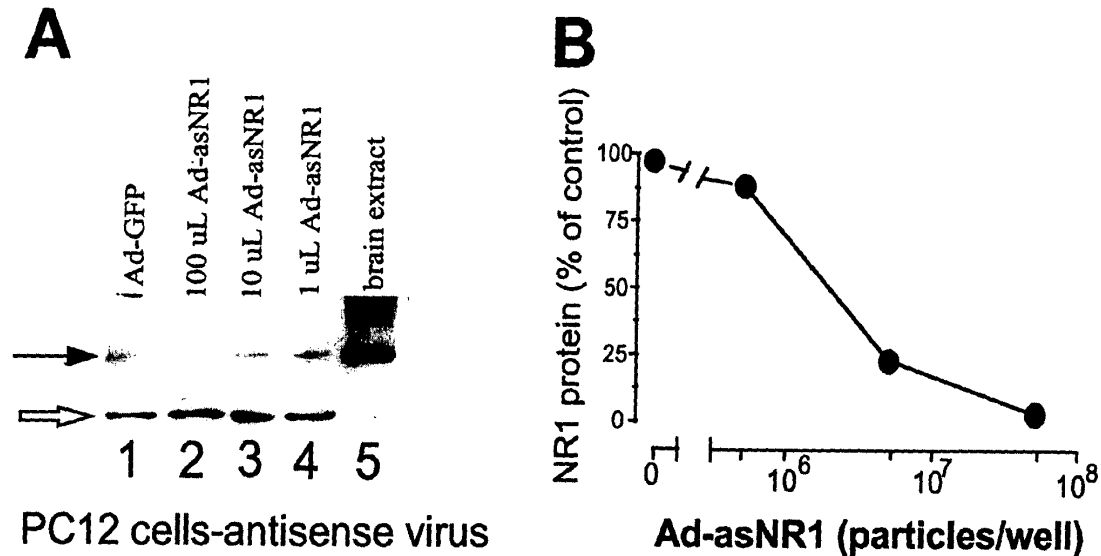 A
Ad-GFP
100 uL Ad-asNR1
10 uL Ad-asNR1
1 uL Ad-asNR1
brain extract
1 2 3 4 5
PC12 cells-antisense virus
B
NR1 protein (% of control)
100
75
50
25
0
0 10^6 10^7 10^8
Ad-asNR1 (particles/well)